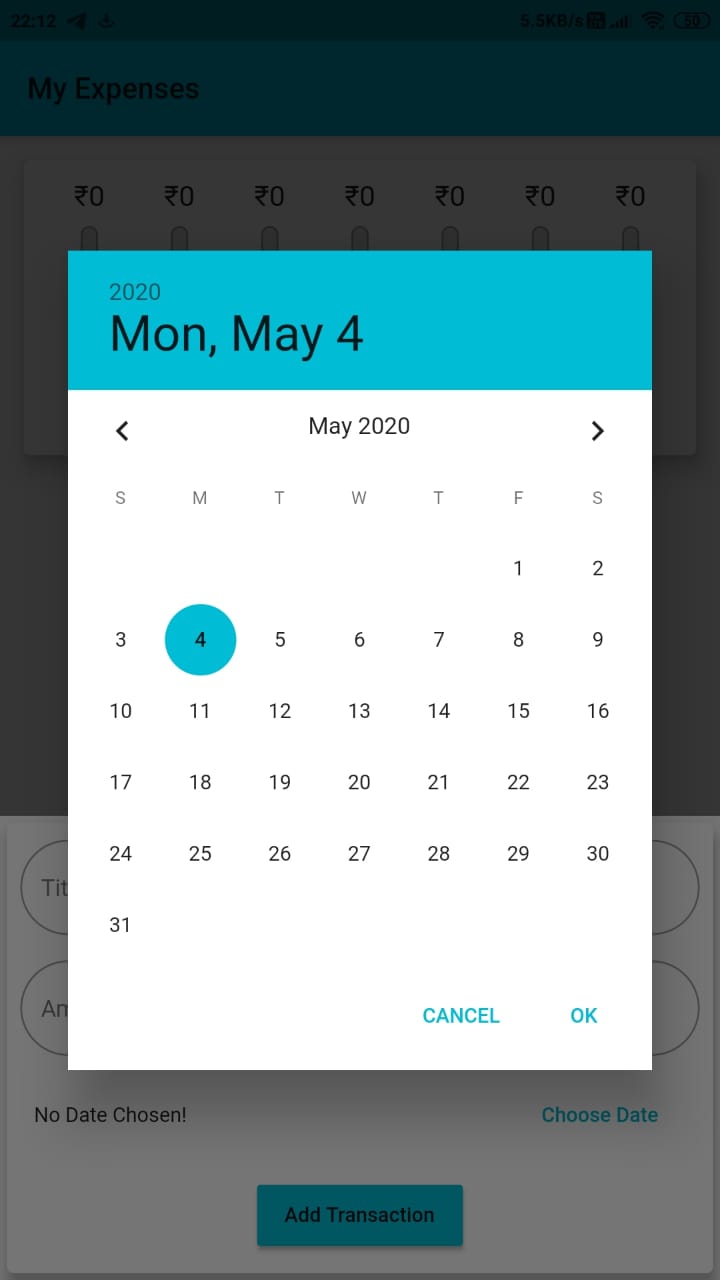 22:12 5.5KB/s 50
My Expenses
₹0 ₹0 ₹0 ₹0 ₹0 ₹0 ₹0
2020
Mon, May 4
May 2020
S M T W T F S
1 2
3 4 5 6 7 8 9
10 11 12 13 14 15 16
17 18 19 20 21 22 23
24 25 26 27 28 29 30
31
Tit
Am
CANCEL OK
No Date Chosen! Choose Date
Add Transaction